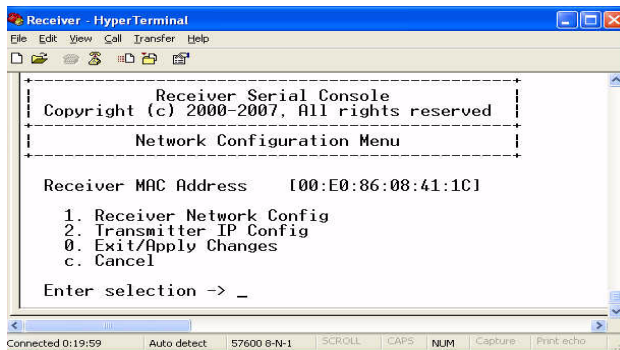 Receiver - HyperTerminal
File Edit View Call Transfer Help
Receiver Serial Console
Copyright (c) 2000-2007, All rights reserved
Network Configuration Menu
Receiver MAC Address [00:E0:86:08:41:1C]
1. Receiver Network Config
2. Transmitter IP Config
0. Exit/Apply Changes
c. Cancel
Enter selection -> _
Connected 0:19:59 Auto detect 57600 8-N-1 SCROLL CAPS NUM Capture Print echo